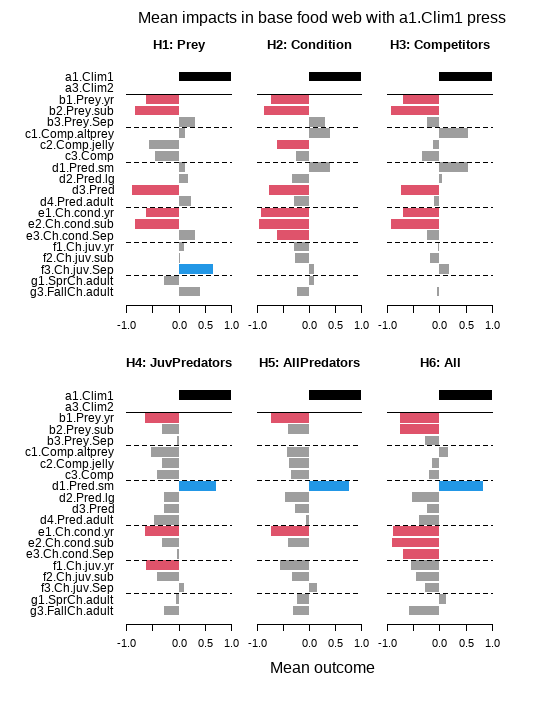 Mean impacts in base food web with a1.Clim1 press
H1: Prey
H2: Condition
H3: Competitors
a1.Clim1
a3.Clim2
b1.Prey.yr
b2.Prey.sub
b3.Prey.Sep
c1.Comp.altprey
c2.Comp.jelly
c3.Comp
d1.Pred.sm
d2.Pred.lg
d3.Pred
d4.Pred.adult
e1.Ch.cond.yr
e2.Ch.cond.sub
e3.Ch.cond.Sep
f1.Ch.juv.yr
f2.Ch.juv.sub
f3.Ch.juv.Sep
g1.SprCh.adult
g3.FallCh.adult
-1.0 0.0 0.5 1.0
-1.0 0.0 0.5 1.0
-1.0 0.0 0.5 1.0
H4: JuvPredators
H5: AllPredators
H6: All
a1.Clim1
a3.Clim2
b1.Prey.yr
b2.Prey.sub
b3.Prey.Sep
c1.Comp.altprey
c2.Comp.jelly
c3.Comp
d1.Pred.sm
d2.Pred.lg
d3.Pred
d4.Pred.adult
e1.Ch.cond.yr
e2.Ch.cond.sub
e3.Ch.cond.Sep
f1.Ch.juv.yr
f2.Ch.juv.sub
f3.Ch.juv.Sep
g1.SprCh.adult
g3.FallCh.adult
-1.0 0.0 0.5 1.0
-1.0 0.0 0.5 1.0
-1.0 0.0 0.5 1.0
Mean outcome